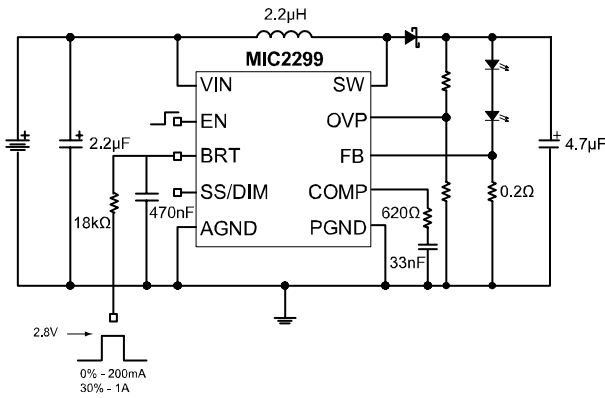 2.2µH
MIC2299
VIN
SW
EN
OVP
2.2µF
BRT
FB
4.7µF
SS/DIM
COMP
470nF
0.2Ω
18kΩ
620Ω
AGND
PGND
33nF
2.8V
0% - 200mA
30% - 1A